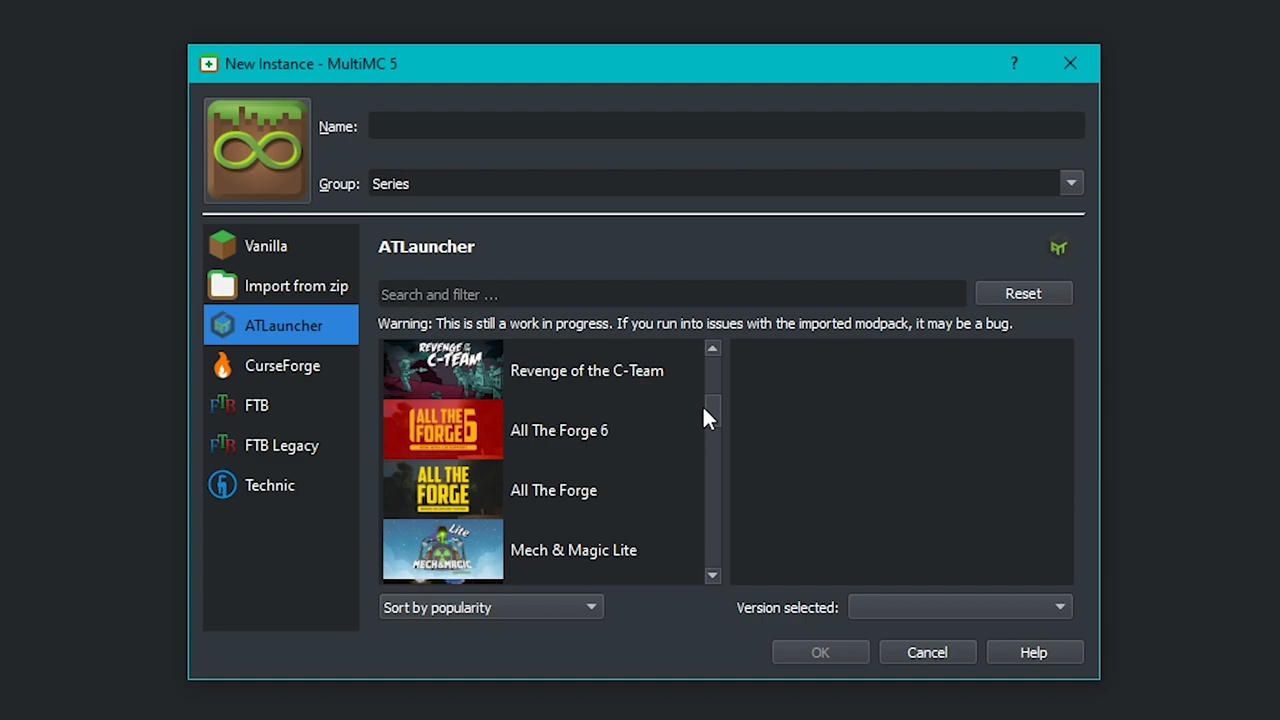 New Instance - MultiMC 5
?
Name:
Group: Series
Vanilla
Import from zip
ATLauncher
CurseForge
FTB
FTB
FTB
FTB Legacy
Technic
ATLauncher
Search and filter ...
Reset
Warning: This is still a work in progress. If you run into issues with the imported modpack, it may be a bug.
REVENGE OF THE
C-TEAM
Revenge of the C-Team
ALL THE
FORGE 6
All The Forge 6
ALL THE
FORGE
All The Forge
Lite
MECH & MAGIC
Mech & Magic Lite
Sort by popularity
Version selected:
OK
Cancel
Help